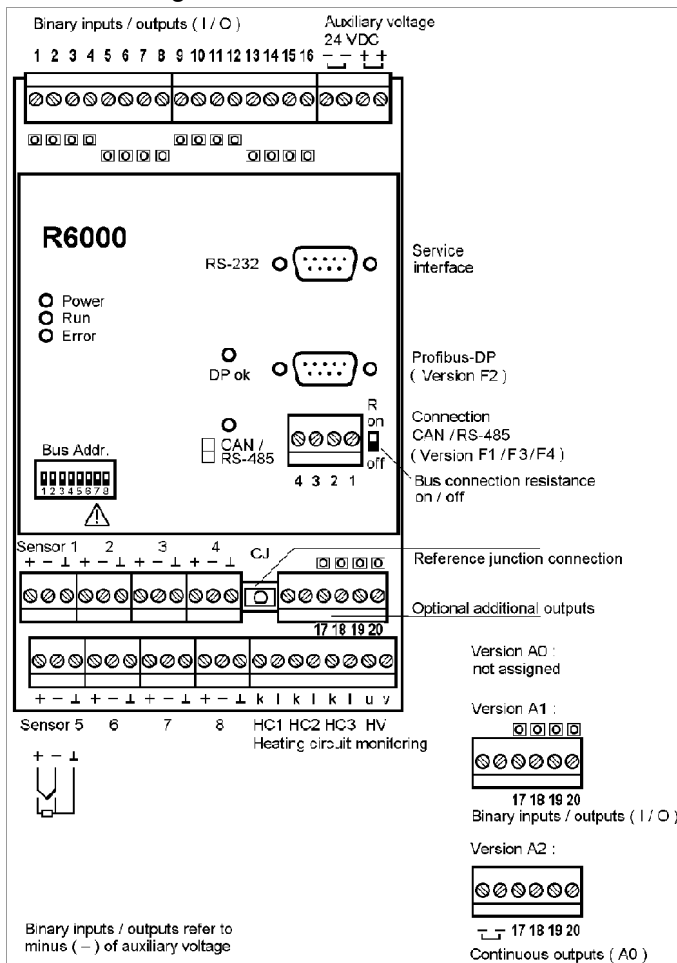 Binary inputs / outputs ( I / O )
Auxiliary voltage
24 VDC
1 2 3 4 5 6 7 8 9 10 11 12 13 14 15 16 − − + +
R6000
Power
Run
Error
RS-232
Service
interface
DP ok
Profibus-DP
( Version F2 )
CAN /
RS-485
R
on
off
4 3 2 1
Connection
CAN / RS-485
( Version F1 / F3 / F4 )
Bus connection resistance
on / off
Bus Addr.
1 2 3 4 5 6 7 8
Sensor 1 2 3 4
+ − ⊥ + − ⊥ + − ⊥ + − ⊥
CJ
Reference junction connection
Optional additional outputs
17 18 19 20
+ − ⊥ + − ⊥ + − ⊥ + − ⊥ k l k l k l u v
Sensor 5 6 7 8 HC1 HC2 HC3 HV
Heating circuit monitoring
+ − ⊥
Version A0 :
not assigned
Version A1 :
17 18 19 20
Binary inputs / outputs ( I / O )
Version A2 :
− − 17 18 19 20
Continuous outputs ( A0 )
Binary inputs / outputs refer to
minus ( − ) of auxiliary voltage